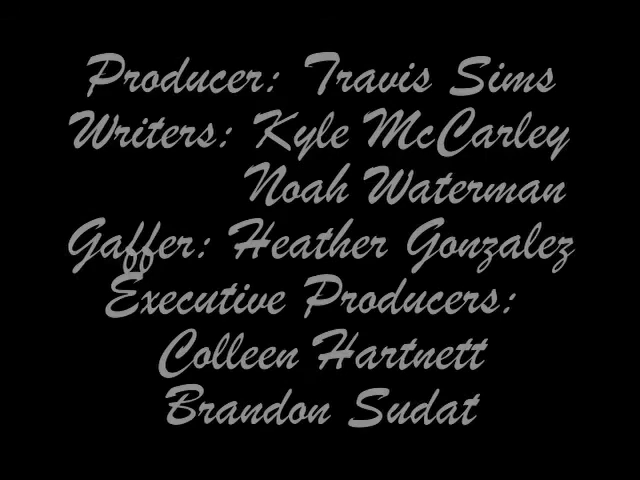 Producer: Travis Sims
Writers: Kyle McCarley
Noah Waterman
Gaffer: Heather Gonzalez
Executive Producers:
Colleen Hartnett
Brandon Sudat